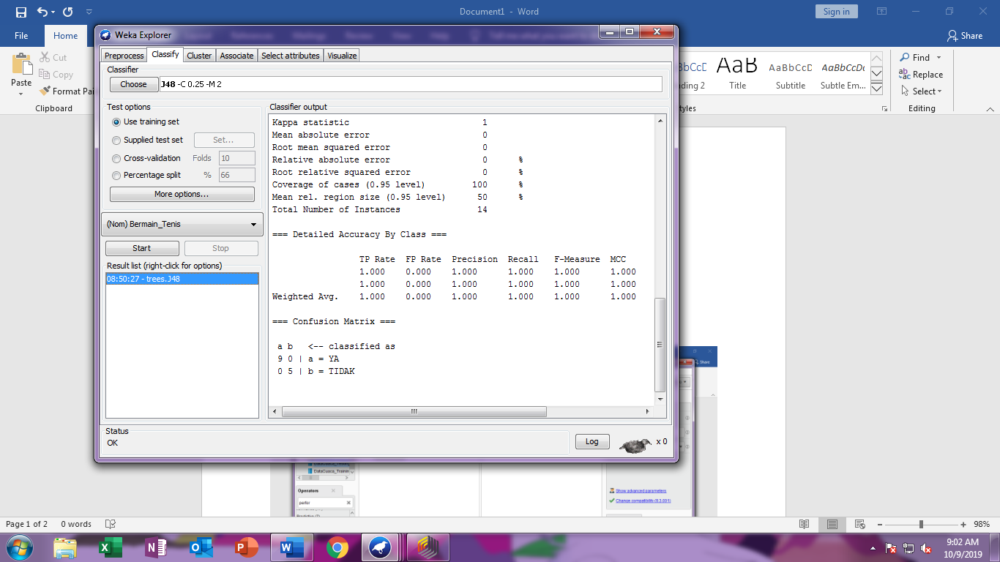 Document1 - Word
Sign in
File
Home
Share
Weka Explorer
Cut
Copy
Paste
Format Pai
Clipboard
AaB
AaBbCcD
AaBbCcDc
ding 2
Title
Subtitle
Subtle Em...
yles
Find
Replace
Select
Editing
Preprocess
Classify
Cluster
Associate
Select attributes
Visualize
Classifier
Choose
J48 -C 0.25 -M 2
Test options
Use training set
Supplied test set
Set...
Cross-validation
Folds
10
Percentage split
%
66
More options...
(Nom) Bermain_Tenis
Start
Stop
Result list (right-click for options)
08:50:27 - trees.J48
Classifier output
Kappa statistic 1
Mean absolute error 0
Root mean squared error 0
Relative absolute error 0 %
Root relative squared error 0 %
Coverage of cases (0.95 level) 100 %
Mean rel. region size (0.95 level) 50 %
Total Number of Instances 14
=== Detailed Accuracy By Class ===
TP Rate FP Rate Precision Recall F-Measure MCC
1.000 0.000 1.000 1.000 1.000 1.000
1.000 0.000 1.000 1.000 1.000 1.000
Weighted Avg. 1.000 0.000 1.000 1.000 1.000 1.000
=== Confusion Matrix ===
a b <-- classified as
9 0 | a = YA
0 5 | b = TIDAK
Status
OK
Log
x 0
Share
DataCuaca_Trainin
Operators
perfor
Show advanced parameters
Change compatibility (9.3.001)
Page 1 of 2
0 words
98%
9:02 AM
10/9/2019